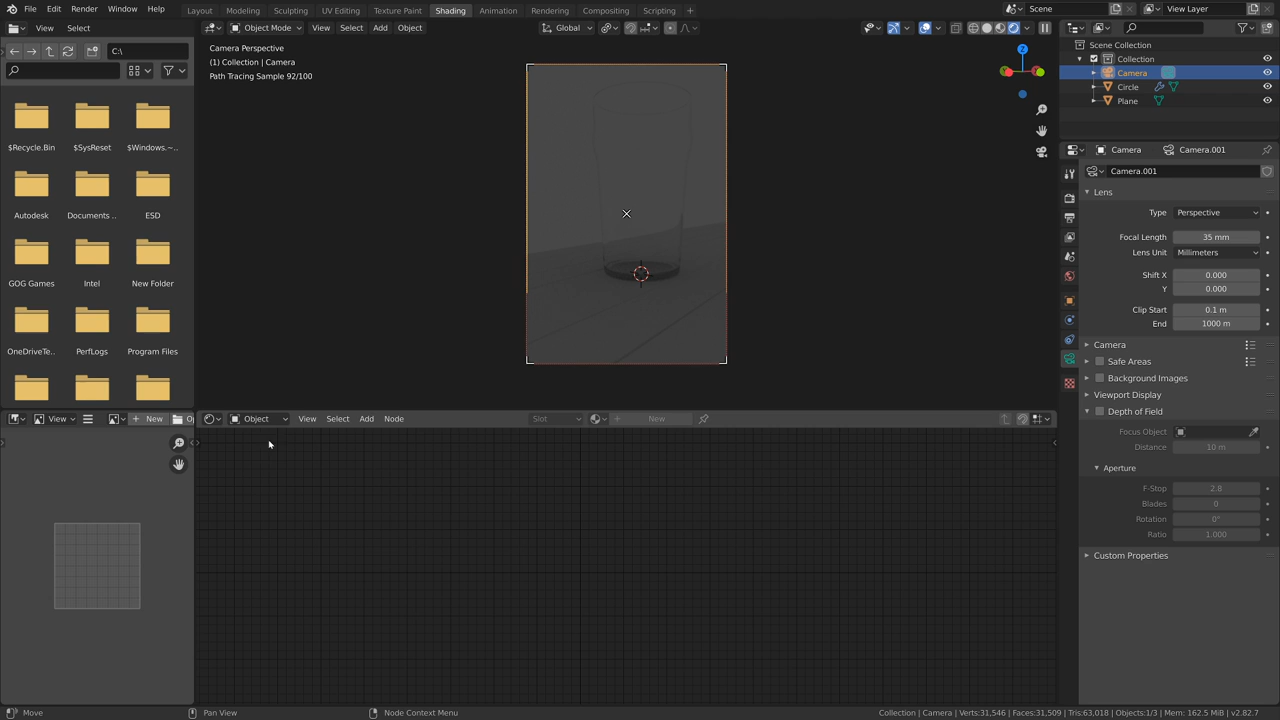 File Edit Render Window Help Layout Modeling Sculpting UV Editing Texture Paint Shading Animation Rendering Compositing Scripting + Scene View Layer
View Select
Object Mode View Select Add Object Global
C:\
Camera Perspective
(1) Collection | Camera
Path Tracing Sample 92/100
Scene Collection
Collection
Camera
Circle
Plane
$Recycle.Bin $SysReset $Windows.~..
Autodesk Documents .. ESD
GOG Games Intel New Folder
OneDriveTe... PerfLogs Program Files
Camera Camera.001
Camera.001
Lens
Type Perspective
Focal Length 35 mm
Lens Unit Millimeters
Shift X 0.000
Y 0.000
Clip Start 0.1 m
End 1000 m
Camera
Safe Areas
Background Images
Viewport Display
Depth of Field
Focus Object
Distance 10 m
Aperture
F-Stop 2.8
Blades 0
Rotation 0°
Ratio 1.000
Custom Properties
View + New Op
Object View Select Add Node Slot + New
Move Pan View Node Context Menu Collection | Camera | Verts:31,546 | Faces:31,509 | Tris:63,018 | Objects:1/3 | Mem: 162.5 MiB | v2.82.7